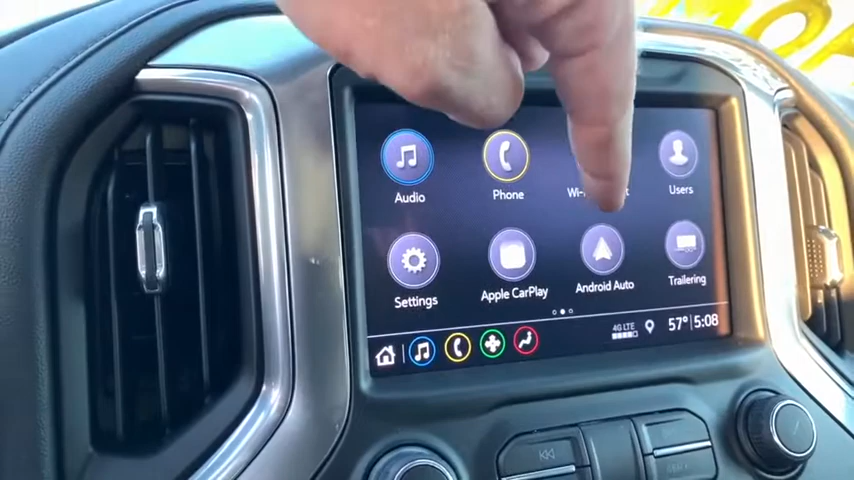 Audio
Phone
Users
Settings
Apple CarPlay
Android Auto
Trailering
4G LTE
57° 5:08